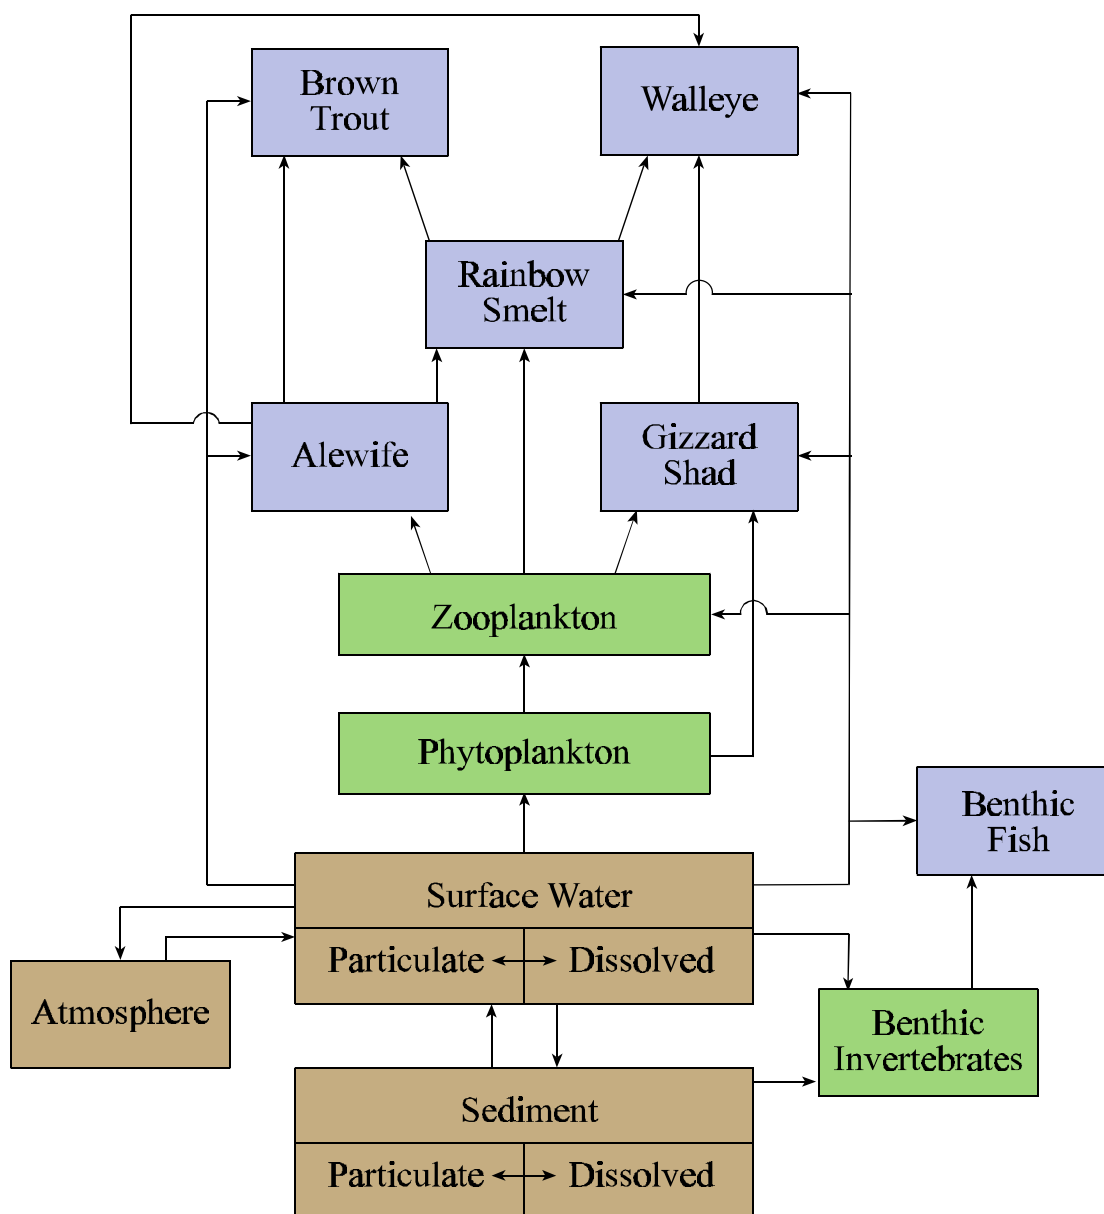 Brown
Trout
Walleye
Rainbow
Smelt
Alewife
Gizzard
Shad
Zooplankton
Phytoplankton
Benthic
Fish
Surface Water
Particulate
Dissolved
Atmosphere
Benthic
Invertebrates
Sediment
Particulate
Dissolved